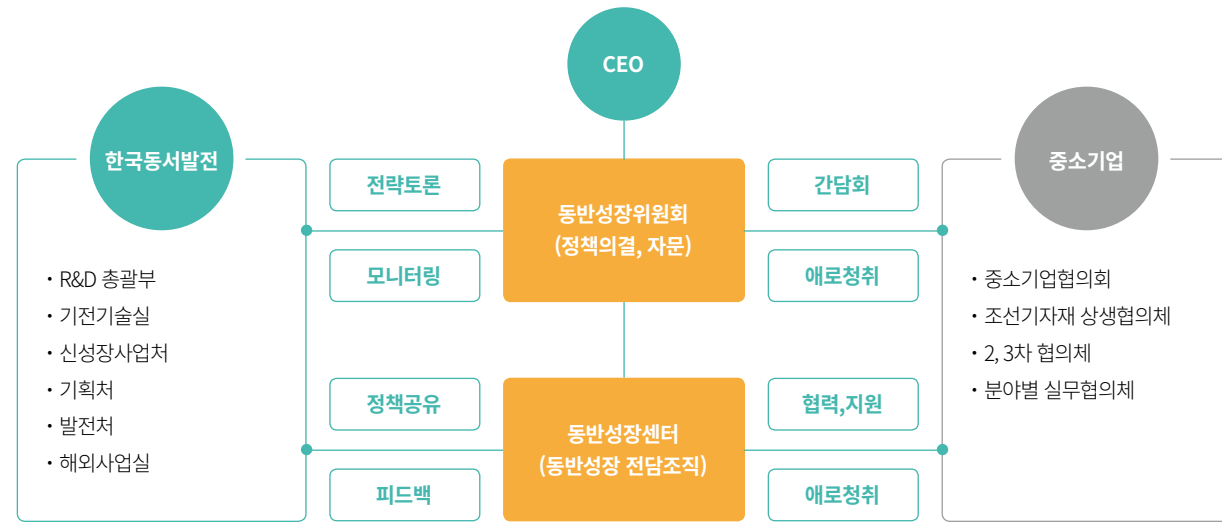 CEO
한국동서발전
・R&D 총괄부
・기전기술실
・신성장사업처
・기획처
・발전처
・해외사업실
전략토론
모니터링
정책공유
피드백
동반성장위원회
(정책의결, 자문)
동반성장센터
(동반성장 전담조직)
간담회
애로청취
협력,지원
애로청취
중소기업
・중소기업협의회
・조선기자재 상생협의체
・2, 3차 협의체
・분야별 실무협의체